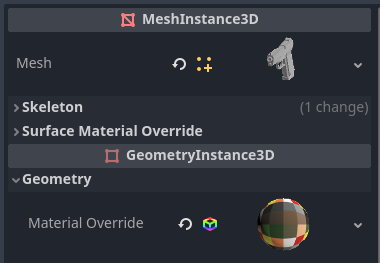 MeshInstance3D
Mesh
Skeleton (1 change)
Surface Material Override
GeometryInstance3D
Geometry
Material Override